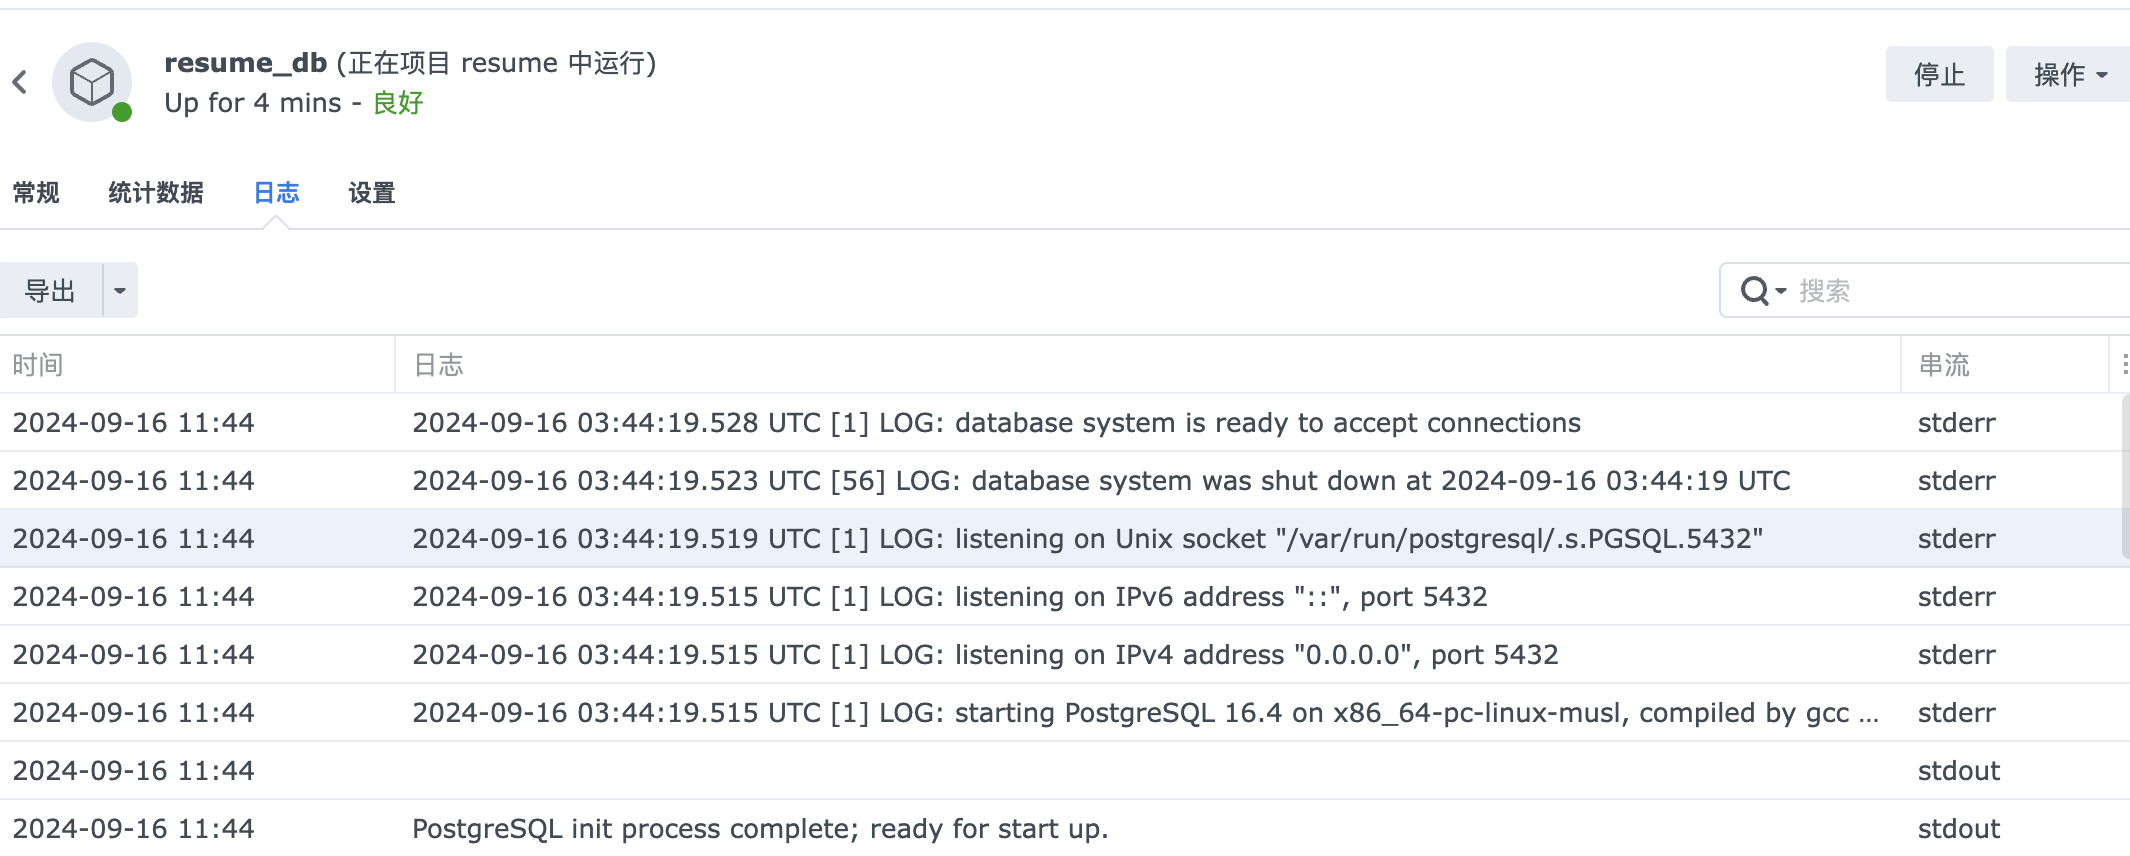 resume_db (正在项目 resume 中运行)
Up for 4 mins - 良好
停止
操作
常规 统计数据 日志 设置
导出
搜索
时间 日志 串流
2024-09-16 11:44 2024-09-16 03:44:19.528 UTC [1] LOG: database system is ready to accept connections stderr
2024-09-16 11:44 2024-09-16 03:44:19.523 UTC [56] LOG: database system was shut down at 2024-09-16 03:44:19 UTC stderr
2024-09-16 11:44 2024-09-16 03:44:19.519 UTC [1] LOG: listening on Unix socket "/var/run/postgresql/.s.PGSQL.5432" stderr
2024-09-16 11:44 2024-09-16 03:44:19.515 UTC [1] LOG: listening on IPv6 address "::", port 5432 stderr
2024-09-16 11:44 2024-09-16 03:44:19.515 UTC [1] LOG: listening on IPv4 address "0.0.0.0", port 5432 stderr
2024-09-16 11:44 2024-09-16 03:44:19.515 UTC [1] LOG: starting PostgreSQL 16.4 on x86_64-pc-linux-musl, compiled by gcc ... stderr
2024-09-16 11:44 stdout
2024-09-16 11:44 PostgreSQL init process complete; ready for start up. stdout